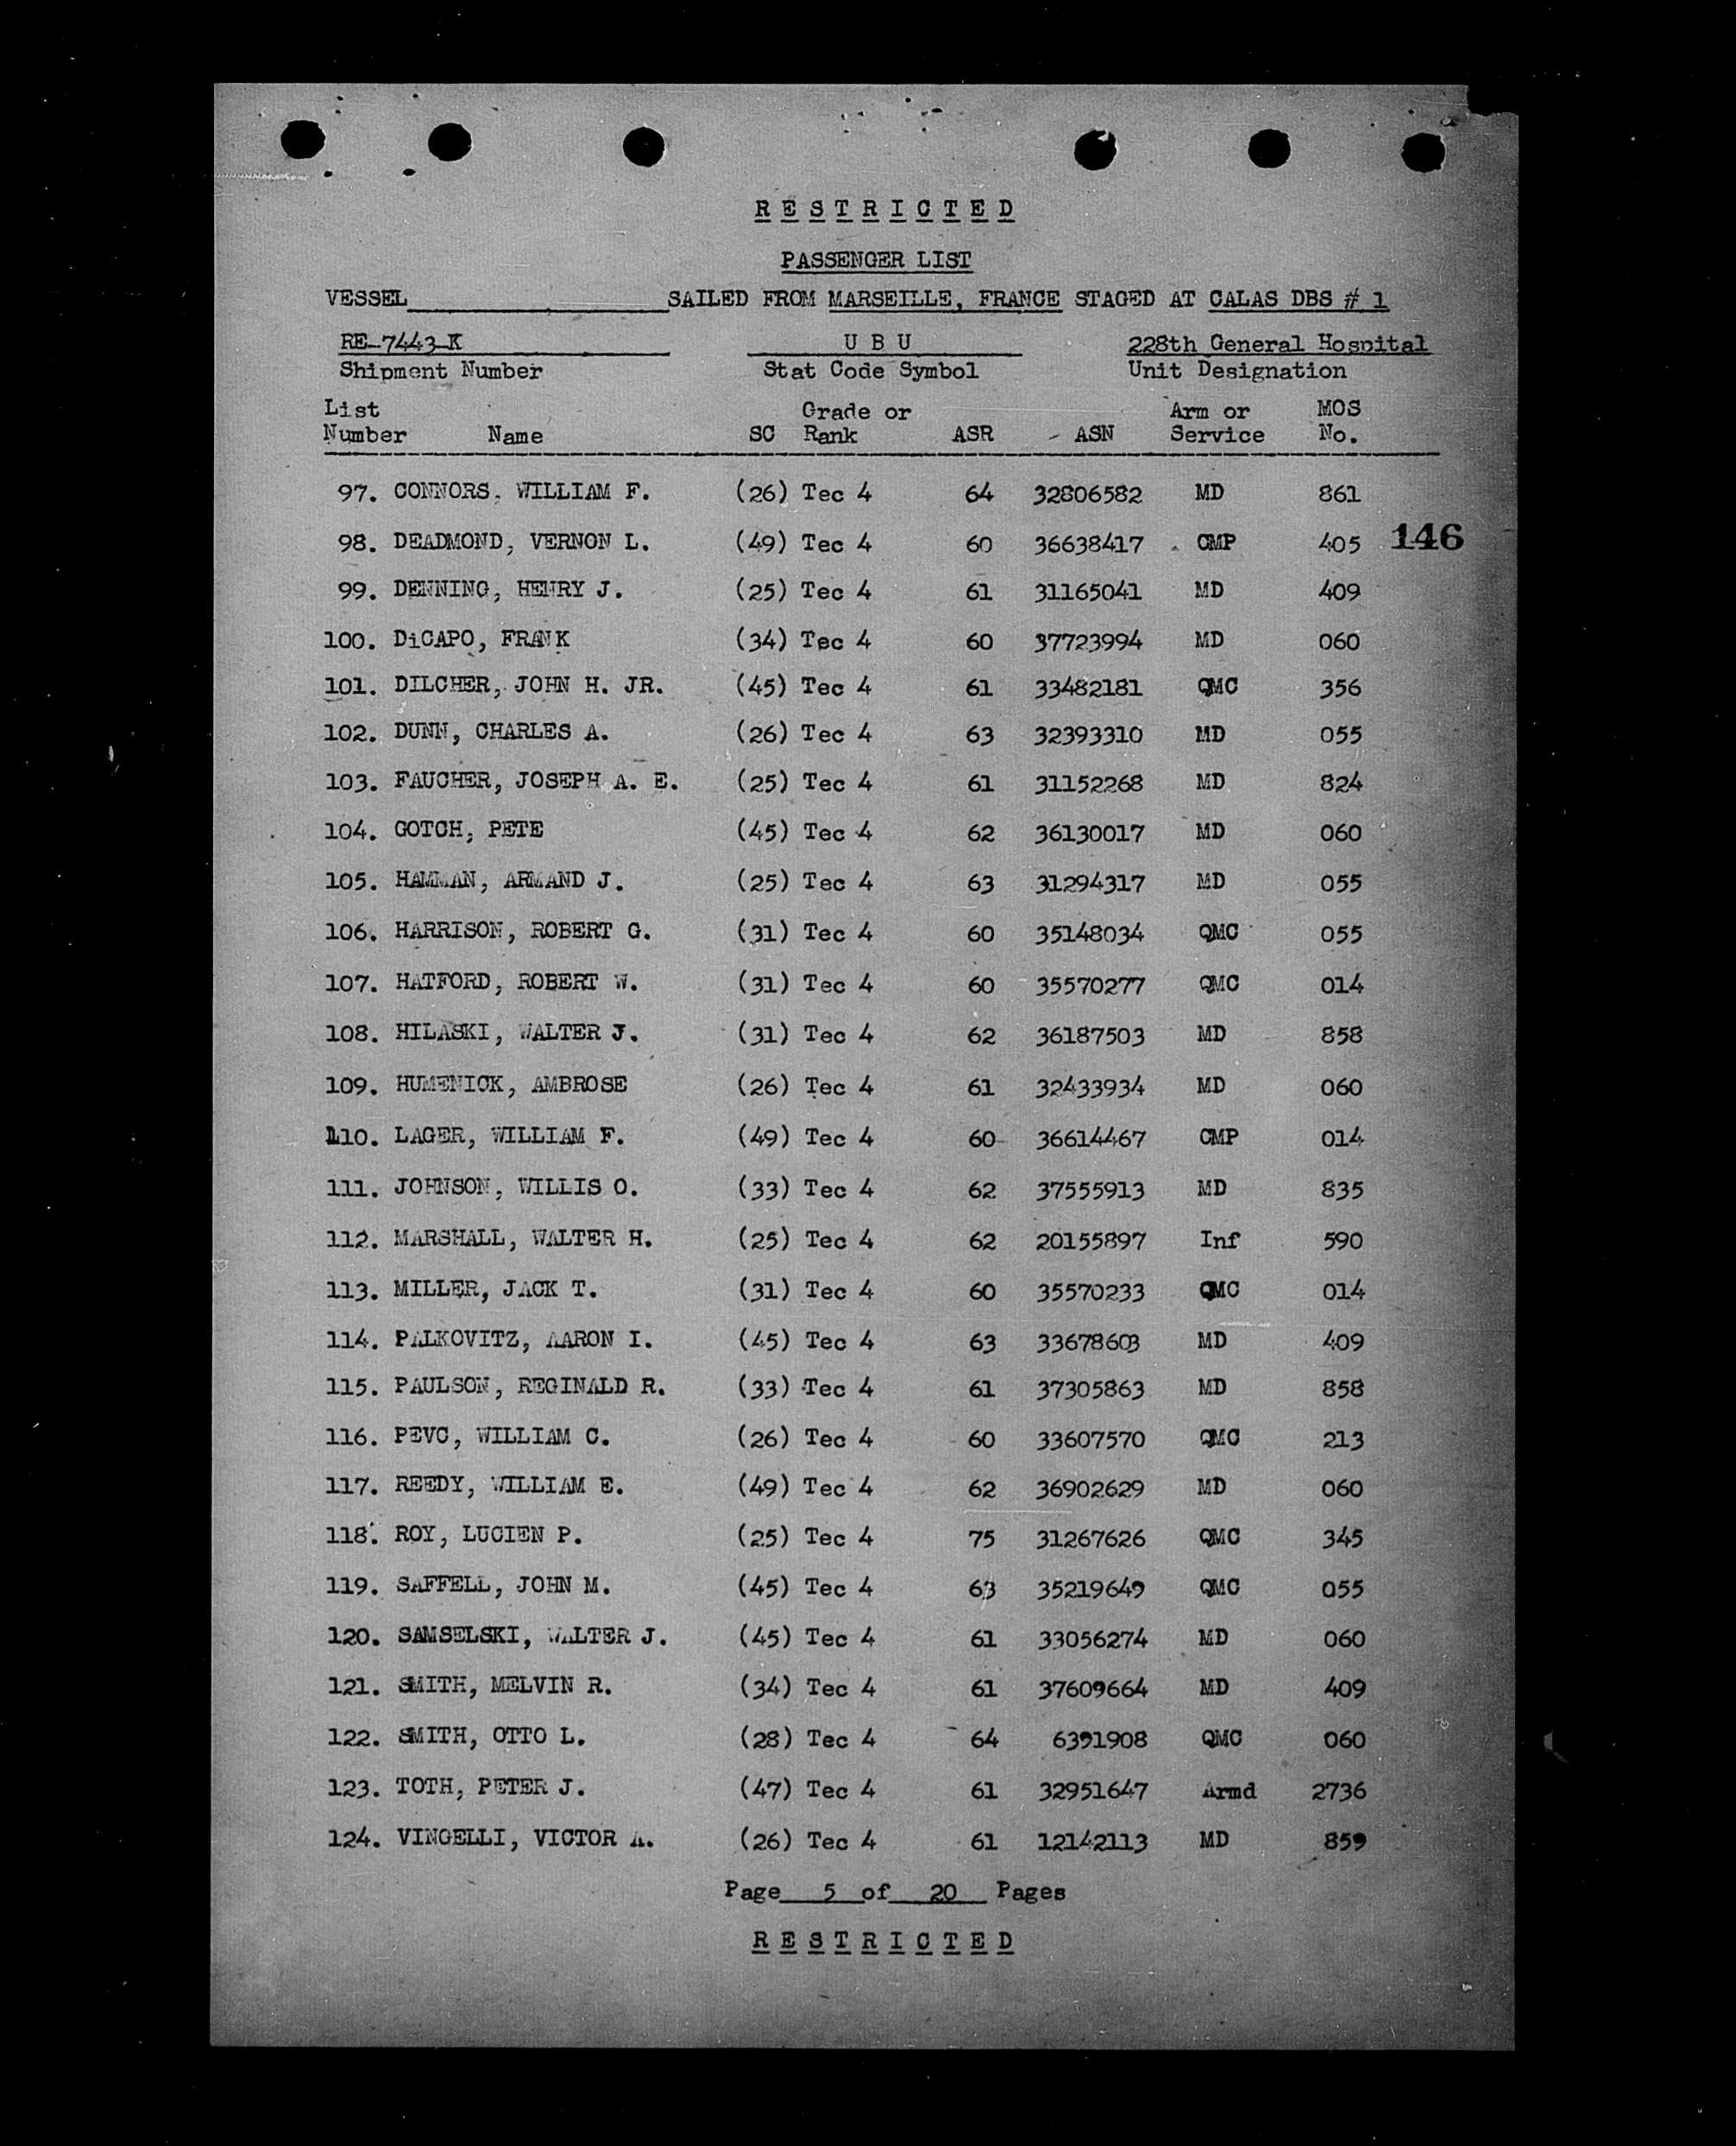 RESTRICTED
PASSENGER LIST
VESSEL SAILED FROM MARSEILLE, FRANCE STAGED AT CALAS DBS # 1
RE-7443-K U B U 228th General Hospital
Shipment Number Stat Code Symbol Unit Designation
List Grade or Arm or MOS
Number Name SC Rank ASR ASN Service No.
97. CONNORS, WILLIAM F. (26) Tec 4 64 32806582 MD 861
98. DEADMOND, VERNON L. (49) Tec 4 60 36638417 CMP 405 146
99. DENNING, HENRY J. (25) Tec 4 61 31165041 MD 409
100. DiCAPO, FRANK (34) Tec 4 60 37723994 MD 060
101. DILCHER, JOHN H. JR. (45) Tec 4 61 33482181 QMC 356
102. DUNN, CHARLES A. (26) Tec 4 63 32393310 MD 055
103. FAUCHER, JOSEPH A. E. (25) Tec 4 61 31152268 MD 824
104. GOTCH, PETE (45) Tec 4 62 36130017 MD 060
105. HAMMAN, ARMAND J. (25) Tec 4 63 31294317 MD 055
106. HARRISON, ROBERT G. (31) Tec 4 60 35148034 QMC 055
107. HATFORD, ROBERT W. (31) Tec 4 60 35570277 QMC 014
108. HILASKI, WALTER J. (31) Tec 4 62 36187503 MD 858
109. HUMENICK, AMBROSE (26) Tec 4 61 32433934 MD 060
110. LAGER, WILLIAM F. (49) Tec 4 60 36614467 CMP 014
111. JOHNSON, WILLIS O. (33) Tec 4 62 37555913 MD 835
112. MARSHALL, WALTER H. (25) Tec 4 62 20155897 Inf 590
113. MILLER, JACK T. (31) Tec 4 60 35570233 QMC 014
114. PALKOVITZ, AARON I. (45) Tec 4 63 33678603 MD 409
115. PAULSON, REGINALD R. (33) Tec 4 61 37305863 MD 858
116. PEVC, WILLIAM C. (26) Tec 4 60 33607570 QMC 213
117. REEDY, WILLIAM E. (49) Tec 4 62 36902629 MD 060
118. ROY, LUCIEN P. (25) Tec 4 75 31267626 QMC 345
119. SAFFELL, JOHN M. (45) Tec 4 63 35219649 QMC 055
120. SAMSELSKI, WALTER J. (45) Tec 4 61 33056274 MD 060
121. SMITH, MELVIN R. (34) Tec 4 61 37609664 MD 409
122. SMITH, OTTO L. (28) Tec 4 64 6391908 QMC 060
123. TOTH, PETER J. (47) Tec 4 61 32951647 Armd 2736
124. VINGELLI, VICTOR A. (26) Tec 4 61 12142113 MD 859
Page 5 of 20 Pages
RESTRICTED